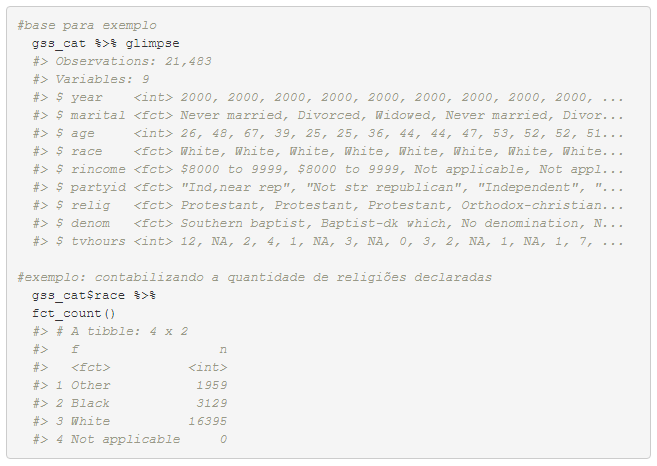 #base para exemplo
gss_cat %>% glimpse
#> Observations: 21,483
#> Variables: 9
#> $ year    <int> 2000, 2000, 2000, 2000, 2000, 2000, 2000, 2000, 2000, ...
#> $ marital <fct> Never married, Divorced, Widowed, Never married, Divor...
#> $ age     <int> 26, 48, 67, 39, 25, 25, 36, 44, 44, 47, 53, 52, 52, 51...
#> $ race    <fct> White, White, White, White, White, White, White, White...
#> $ rincome <fct> $8000 to 9999, $8000 to 9999, Not applicable, Not appl...
#> $ partyid <fct> "Ind,near rep", "Not str republican", "Independent", "...
#> $ relig   <fct> Protestant, Protestant, Protestant, Orthodox-christian...
#> $ denom   <fct> Southern baptist, Baptist-dk which, No denomination, N...
#> $ tvhours <int> 12, NA, 2, 4, 1, NA, 3, NA, 0, 3, 2, NA, 1, NA, 1, 7, ...
#exemplo: contabilizando a quantidade de religiões declaradas
gss_cat$race %>%
fct_count()
#> # A tibble: 4 x 2
#>   f                  n
#>   <fct>          <int>
#> 1 Other           1959
#> 2 Black           3129
#> 3 White          16395
#> 4 Not applicable     0